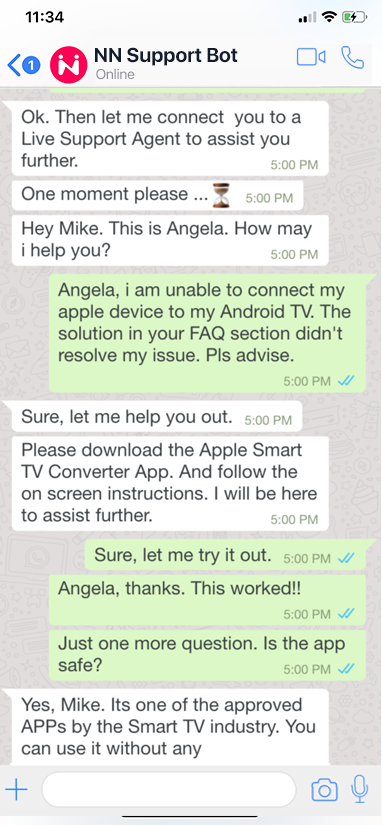 11:34
1
NN Support Bot
Online
Ok. Then let me connect you to a
Live Support Agent to assist you
further.
5:00 PM
One moment please ...⏳ 5:00 PM
Hey Mike. This is Angela. How may
i help you?
5:00 PM
Angela, i am unable to connect my
apple device to my Android TV. The
solution in your FAQ section didn't
resolve my issue. Pls advise.
5:00 PM
Sure, let me help you out. 5:00 PM
Please download the Apple Smart
TV Converter App. And follow the
on screen instructions. I will be here
to assist further.
5:00 PM
Sure, let me try it out. 5:00 PM
Angela, thanks. This worked!!
5:00 PM
Just one more question. Is the app
safe?
5:00 PM
Yes, Mike. Its one of the approved
APPs by the Smart TV industry. You
can use it without any